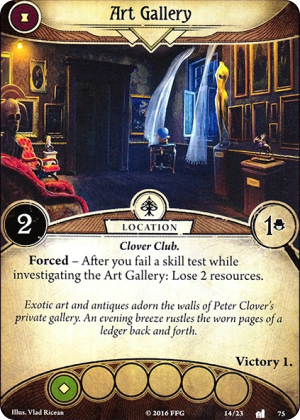 Art Gallery
2
LOCATION
1
Clover Club.
Forced – After you fail a skill test while
investigating the Art Gallery: Lose 2 resources.
Exotic art and antiques adorn the walls of Peter Clover's
private gallery. An evening breeze rustles the worn pages of a
ledger back and forth.
Victory 1.
Illus. Vlad Ricean
© 2016 FFG
14/23
75